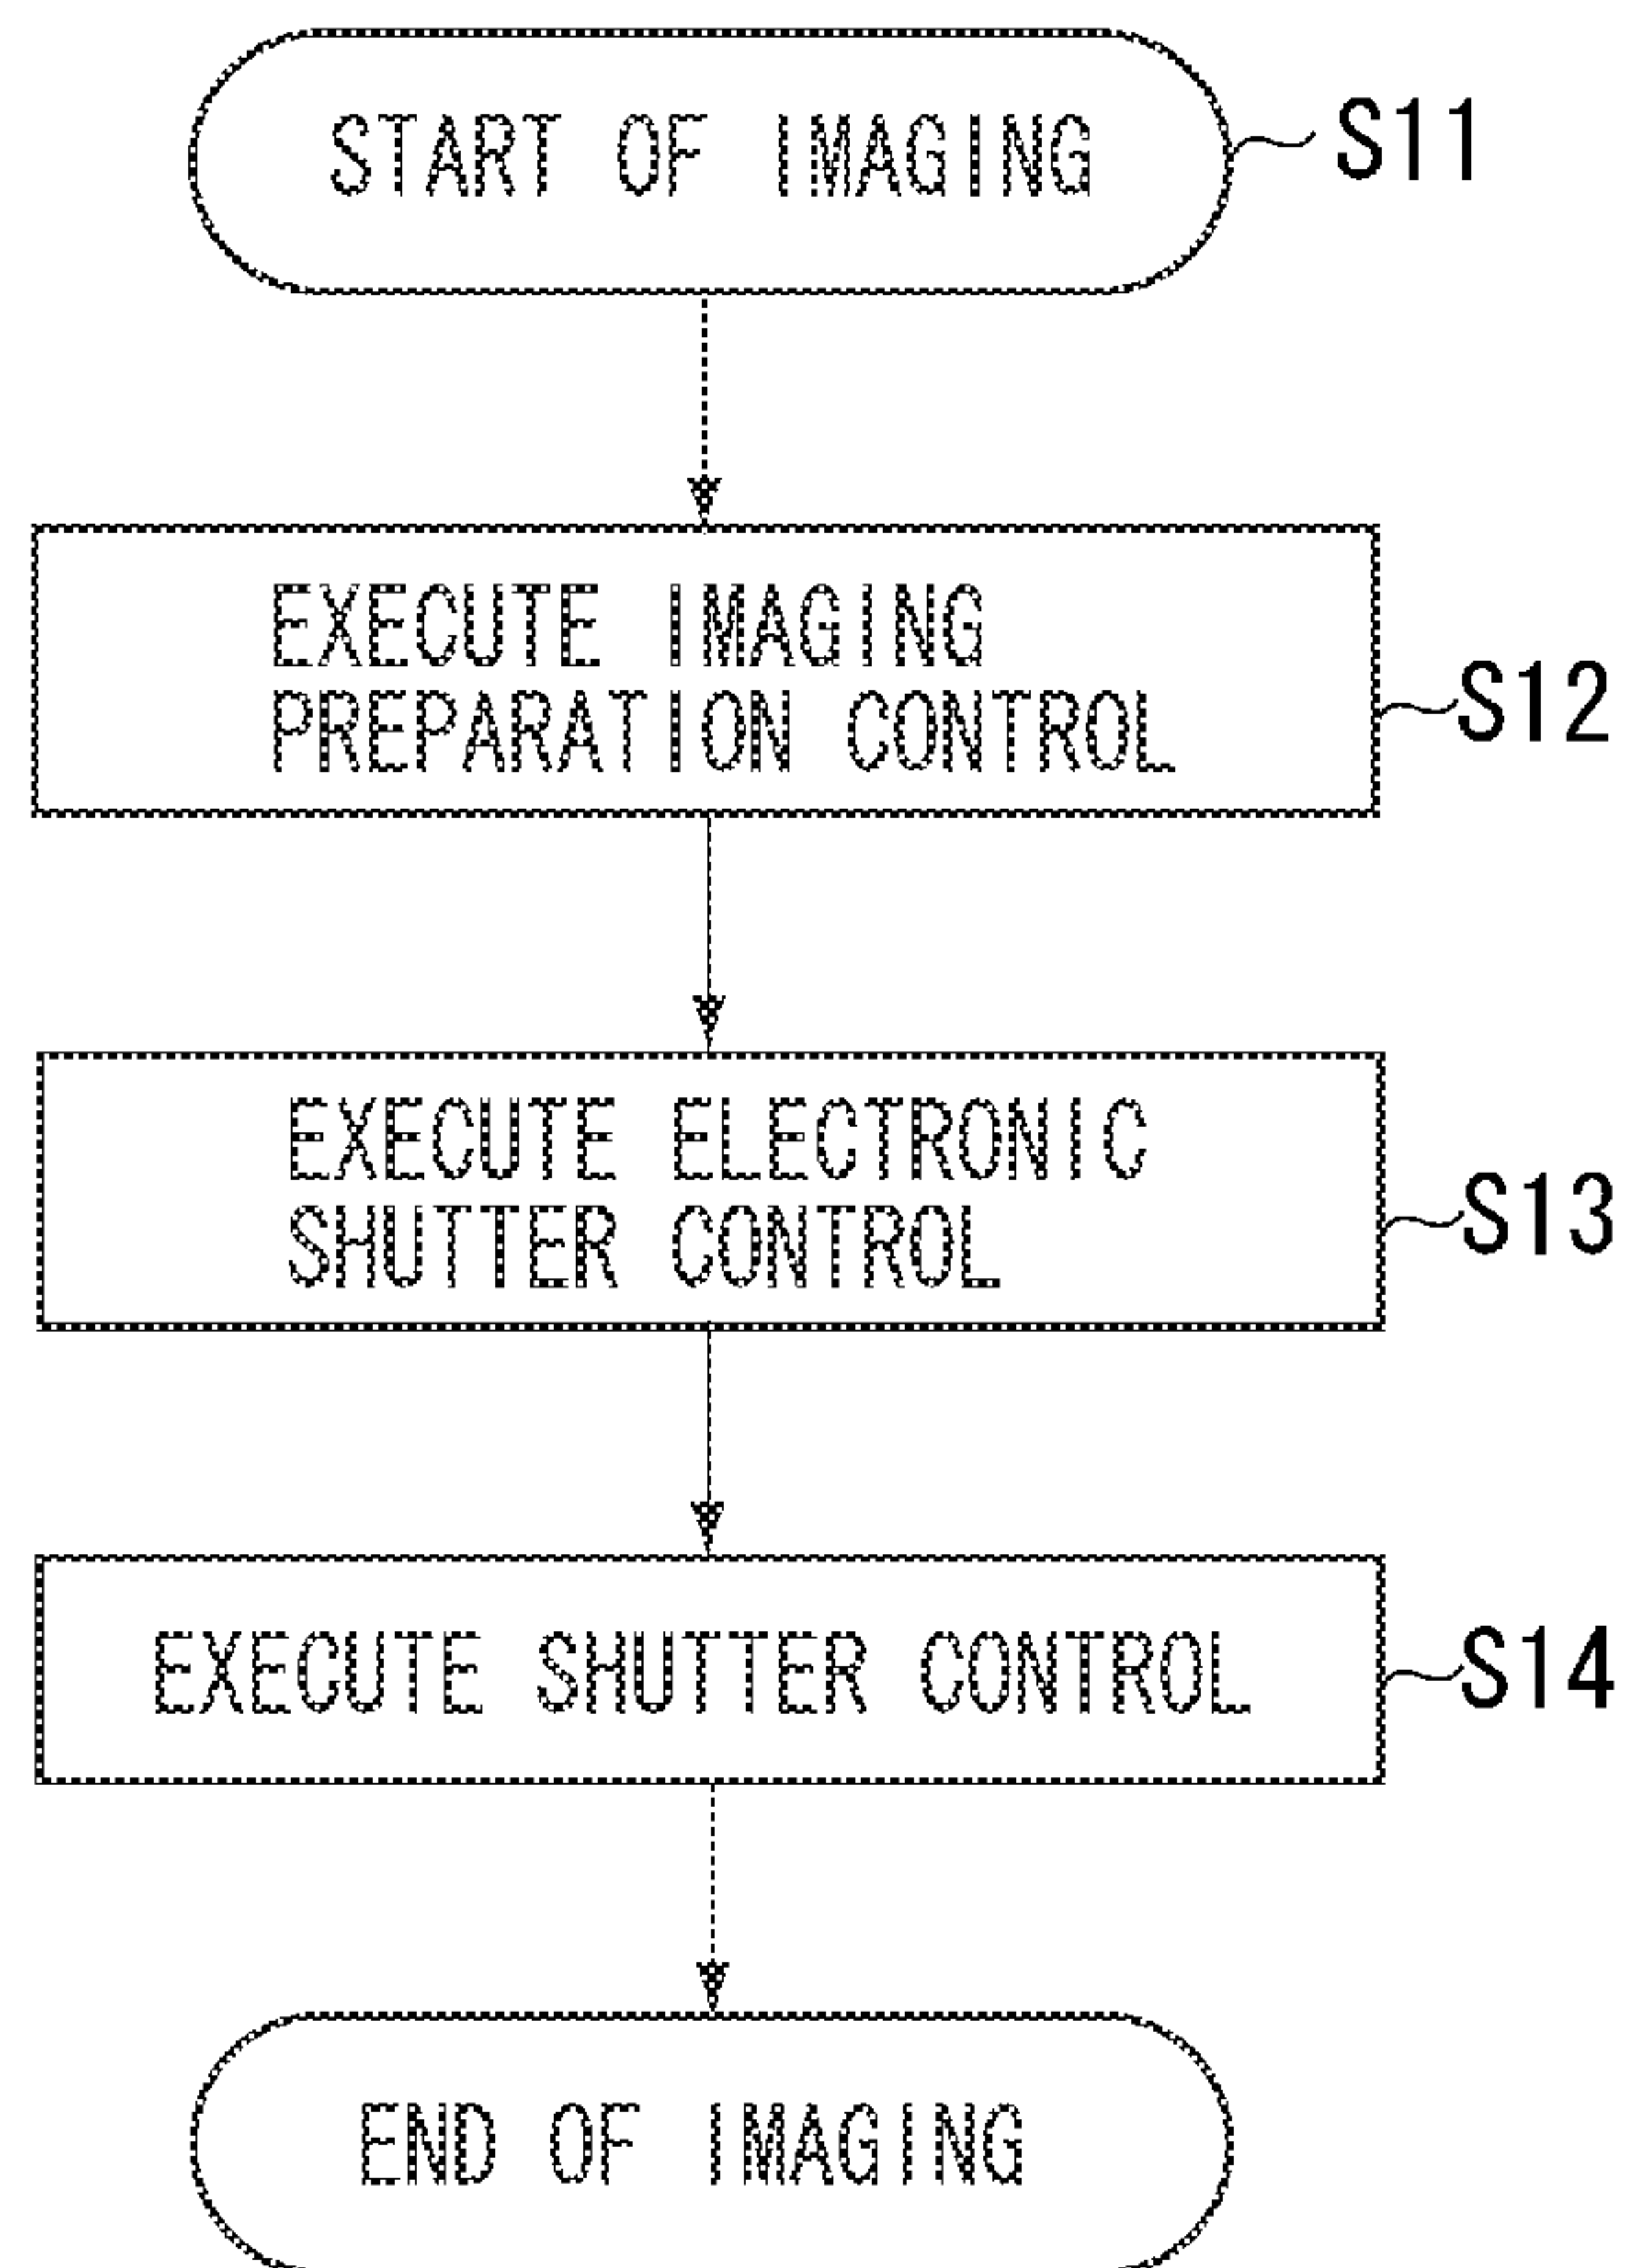 START OF IMAGING
S11
EXECUTE IMAGING
PREPARATION CONTROL
S12
EXECUTE ELECTRONIC
SHUTTER CONTROL
S13
EXECUTE SHUTTER CONTROL
S14
END OF IMAGING